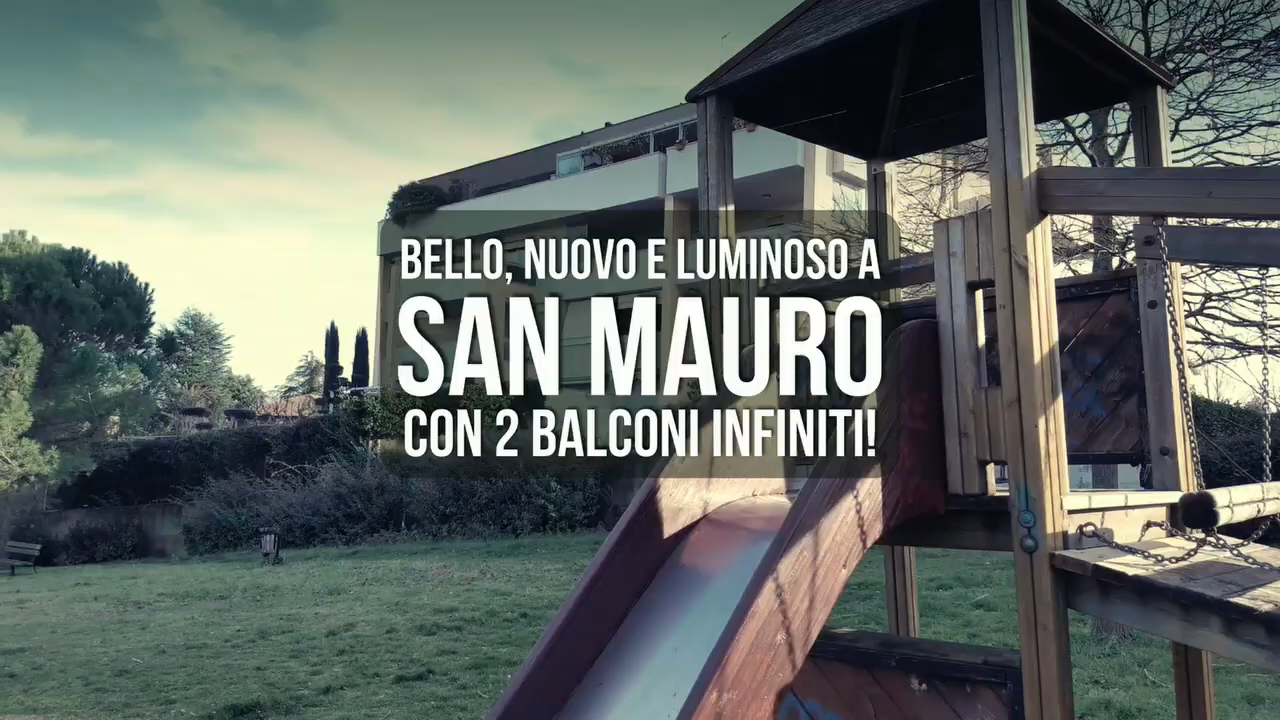 BELLO, NUOVO E LUMINOSO A
SAN MAURO
CON 2 BALCONI INFINITI!